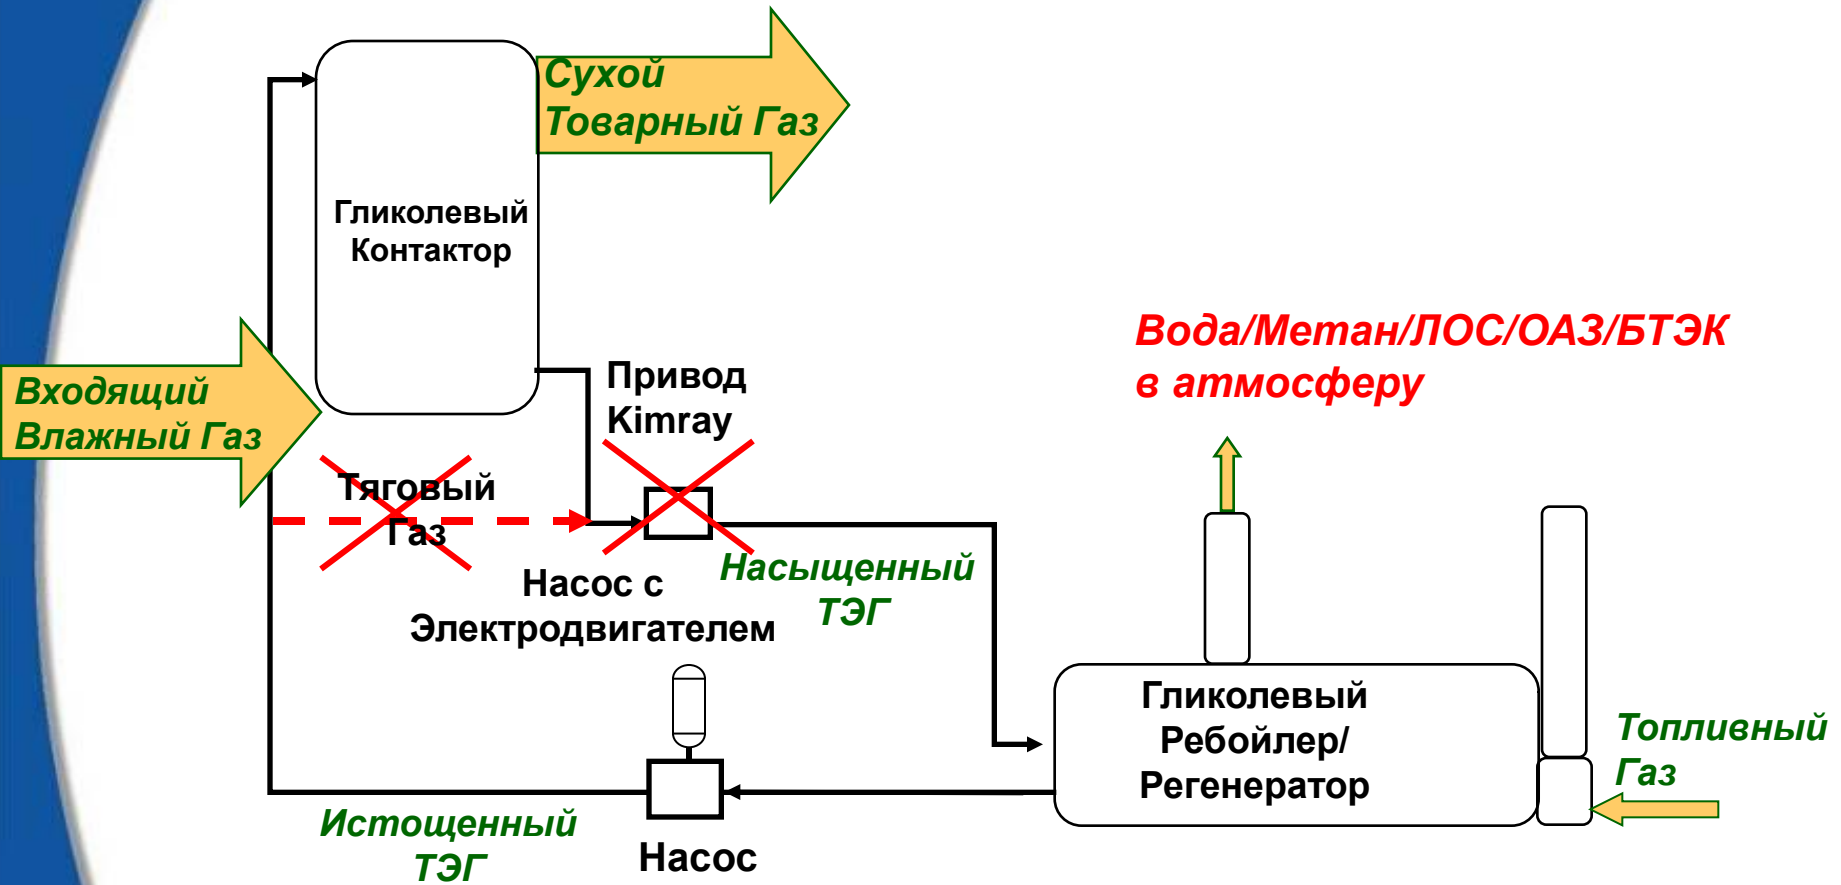 Сухой
Товарный Газ
Гликолевый
Контактор
Вода/Метан/ЛОС/ОАЗ/БТЭК
в атмосферу
Входящий
Влажный Газ
Привод
Kimray
Тяговый
Газ
Насос с
Электродвигателем
Насыщенный
ТЭГ
Гликолевый
Ребойлер/
Регенератор
Топливный
Газ
Истощенный
ТЭГ
Насос